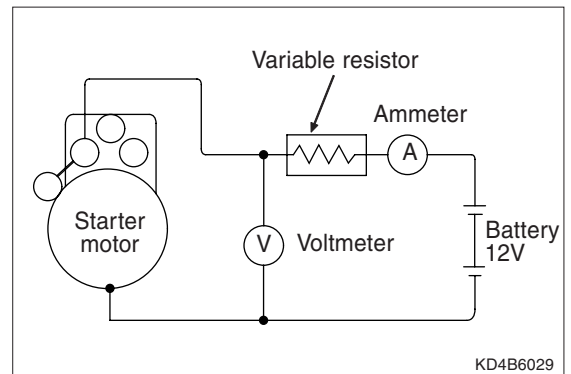 Variable resistor
Ammeter
A
Starter
motor
V
Voltmeter
Battery
12V
KD4B6029